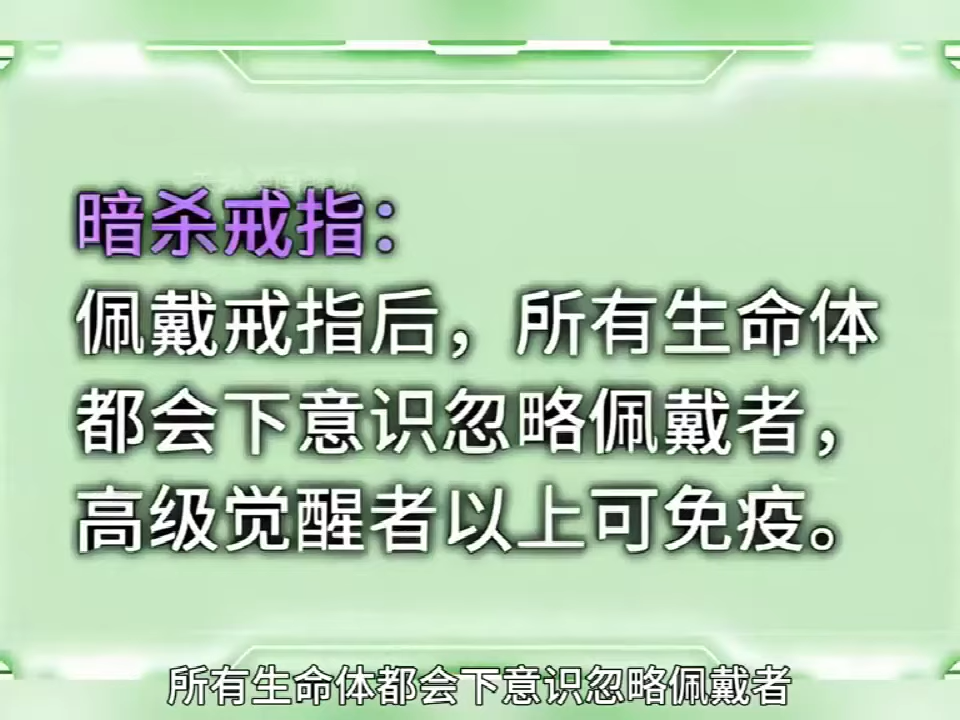 暗杀戒指：
佩戴戒指后，所有生命体
都会下意识忽略佩戴者，
高级觉醒者以上可免疫。
所有生命体都会下意识忽略佩戴者